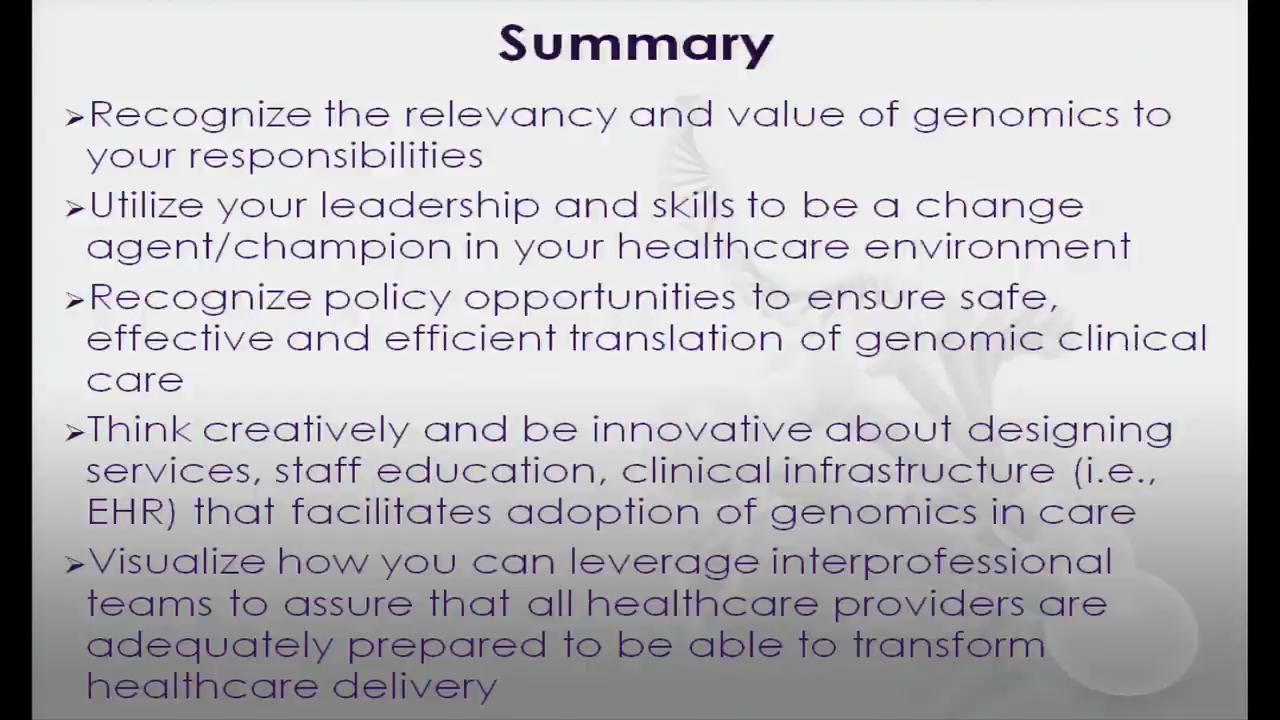 Summary
➢Recognize the relevancy and value of genomics to
your responsibilities
➢Utilize your leadership and skills to be a change
agent/champion in your healthcare environment
➢Recognize policy opportunities to ensure safe,
effective and efficient translation of genomic clinical
care
➢Think creatively and be innovative about designing
services, staff education, clinical infrastructure (i.e.,
EHR) that facilitates adoption of genomics in care
➢Visualize how you can leverage interprofessional
teams to assure that all healthcare providers are
adequately prepared to be able to transform
healthcare delivery